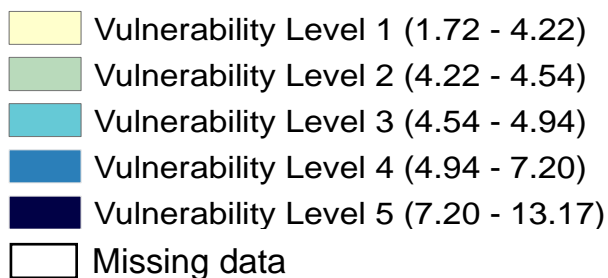 Vulnerability Level 1 (1.72 - 4.22)
Vulnerability Level 2 (4.22 - 4.54)
Vulnerability Level 3 (4.54 - 4.94)
Vulnerability Level 4 (4.94 - 7.20)
Vulnerability Level 5 (7.20 - 13.17)
Missing data